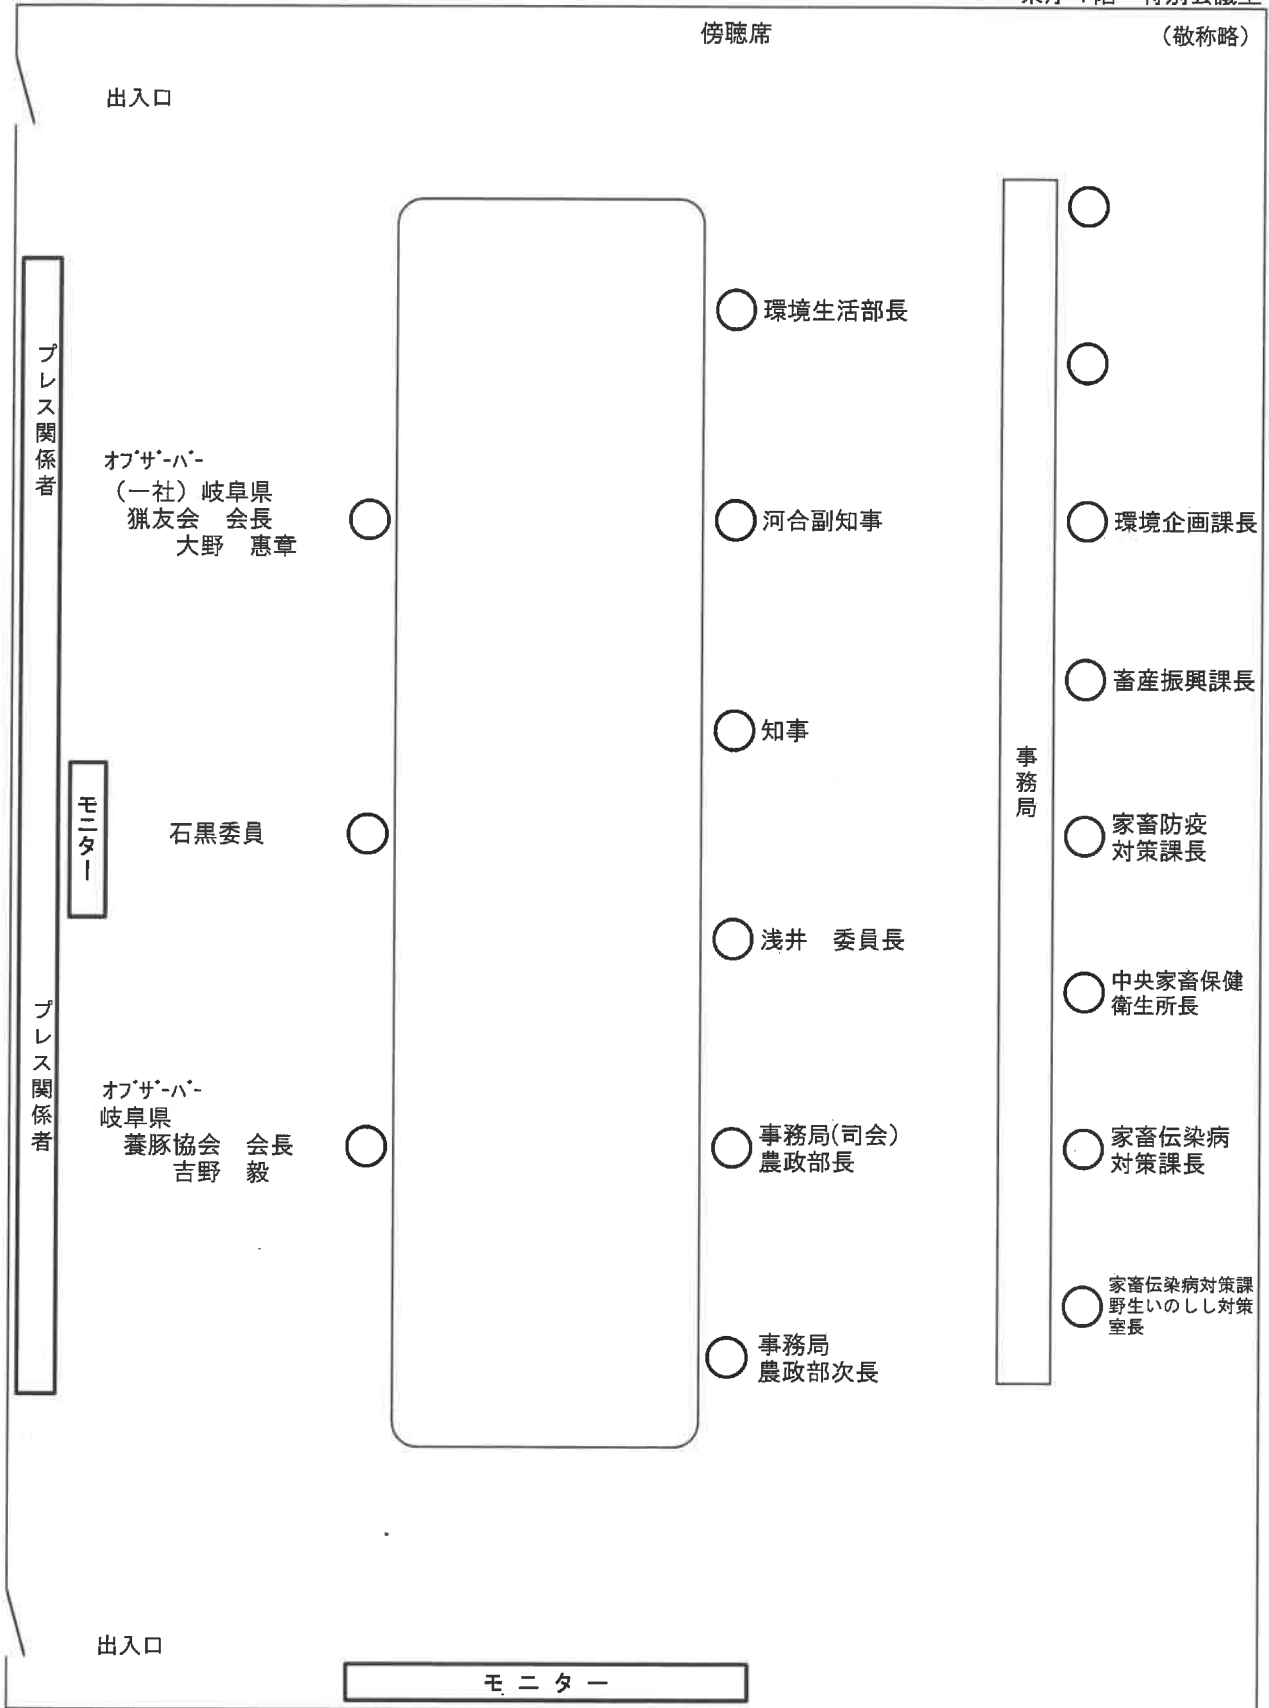 傍聴席
（敬称略）
出入口
プレス関係者
オブザーバー
（一社）岐阜県
猟友会　会長
大野　惠章
モニター
石黒委員
プレス関係者
オブザーバー
岐阜県
養豚協会　会長
吉野　毅
環境生活部長
河合副知事
知事
浅井　委員長
事務局(司会)
農政部長
事務局
農政部次長
事務局
環境企画課長
畜産振興課長
家畜防疫
対策課長
中央家畜保健
衛生所長
家畜伝染病
対策課長
家畜伝染病対策課
野生いのしし対策
室長
出入口
モニター